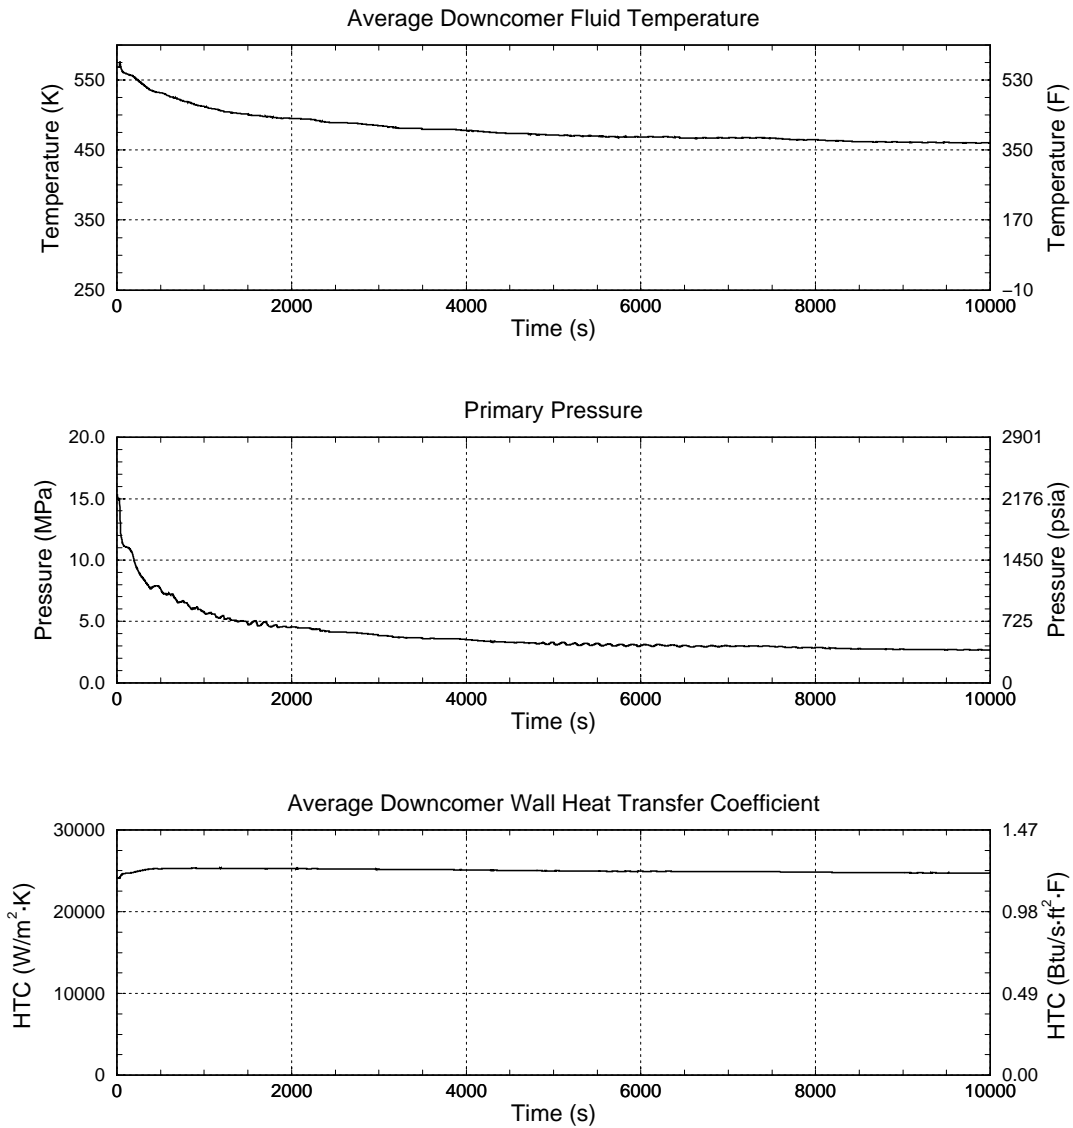 Average Downcomer Fluid Temperature
550
450
350
250
Temperature (K)
530
350
170
−10
Temperature (F)
0 2000 4000 6000 8000 10000
Time (s)
Primary Pressure
20.0
15.0
10.0
5.0
0.0
Pressure (MPa)
2901
2176
1450
725
0
Pressure (psia)
0 2000 4000 6000 8000 10000
Time (s)
Average Downcomer Wall Heat Transfer Coefficient
30000
20000
10000
0
HTC (W/m²·K)
1.47
0.98
0.49
0.00
HTC (Btu/s·ft²·F)
0 2000 4000 6000 8000 10000
Time (s)